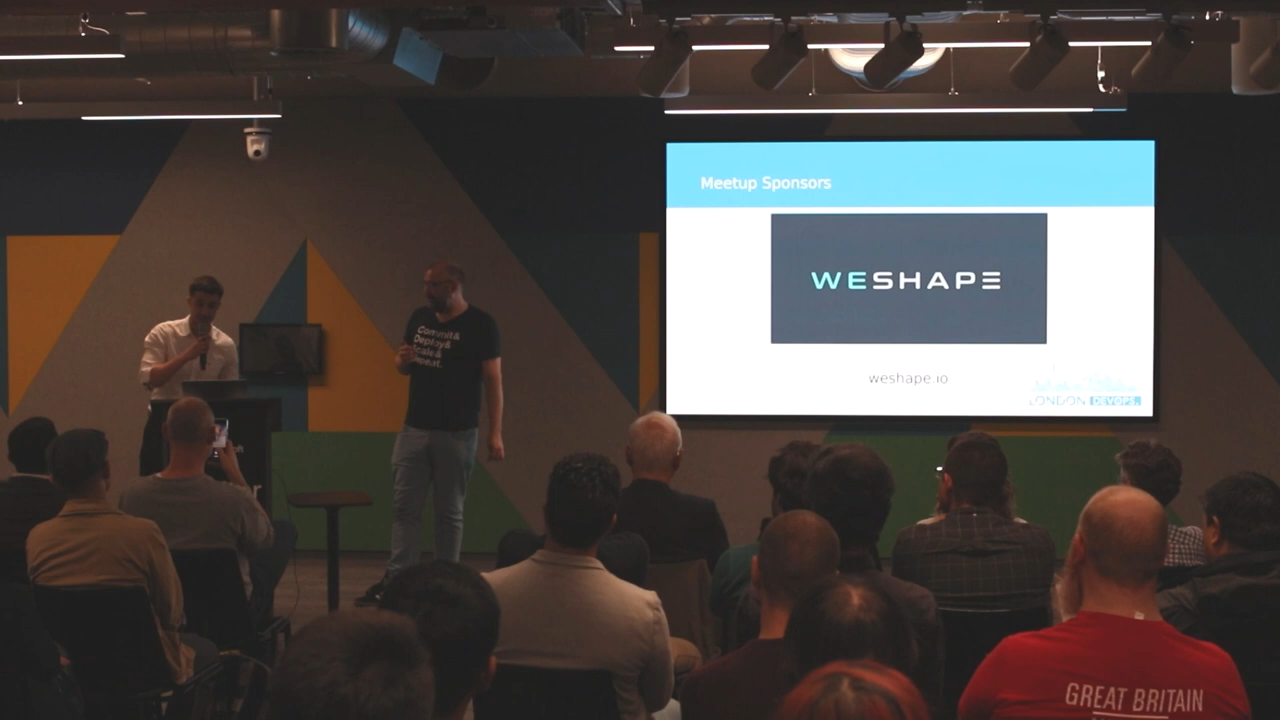 Meetup Sponsors
WESHAPE
weshape.io
LONDON DEVOPS.
Commit&
Deploy&
Scale&
Repeat.
GREAT BRITAIN